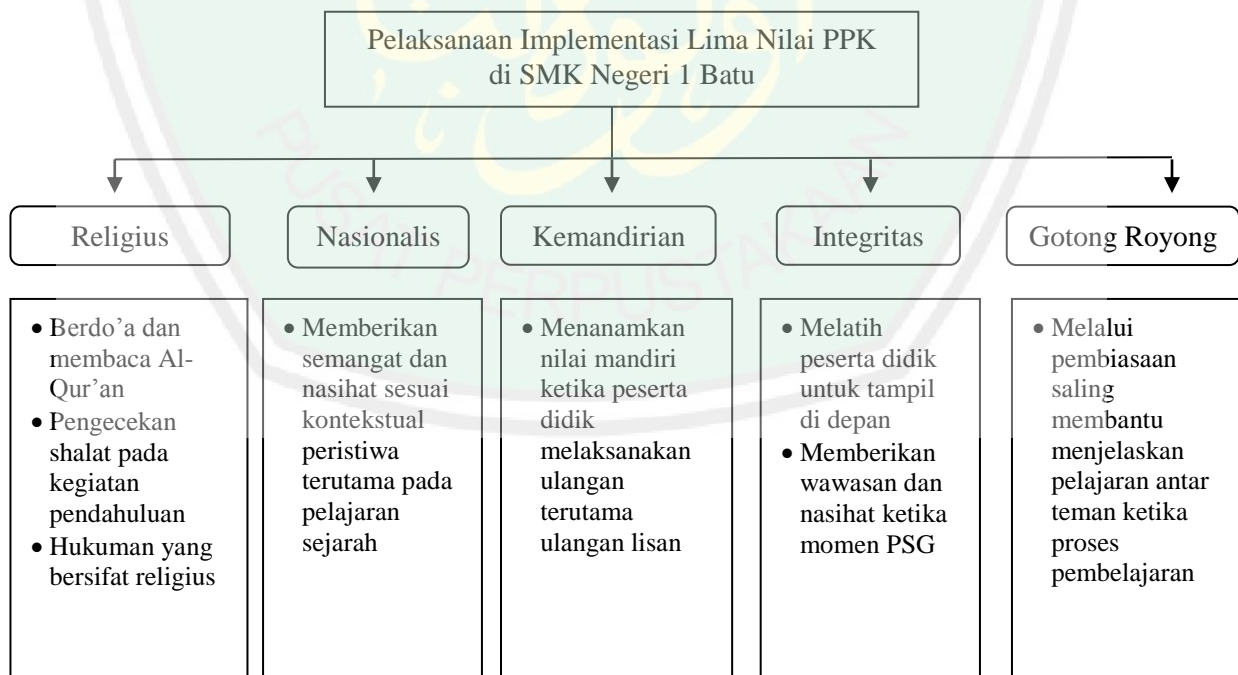 Pelaksanaan Implementasi Lima Nilai PPK
di SMK Negeri 1 Batu
Religius
Nasionalis
Kemandirian
Integritas
Gotong Royong
• Berdo’a dan
membaca Al-
Qur’an
• Pengecekan
shalat pada
kegiatan
pendahuluan
• Hukuman yang
bersifat religius
• Memberikan
semangat dan
nasihat sesuai
kontekstual
peristiwa
terutama pada
pelajaran
sejarah
• Menanamkan
nilai mandiri
ketika peserta
didik
melaksanakan
ulangan
terutama
ulangan lisan
• Melatih
peserta didik
untuk tampil
di depan
• Memberikan
wawasan dan
nasihat ketika
momen PSG
• Melalui
pembiasaan
saling
membantu
menjelaskan
pelajaran antar
teman ketika
proses
pembelajaran
PUSAT PERPUSTAKAAN